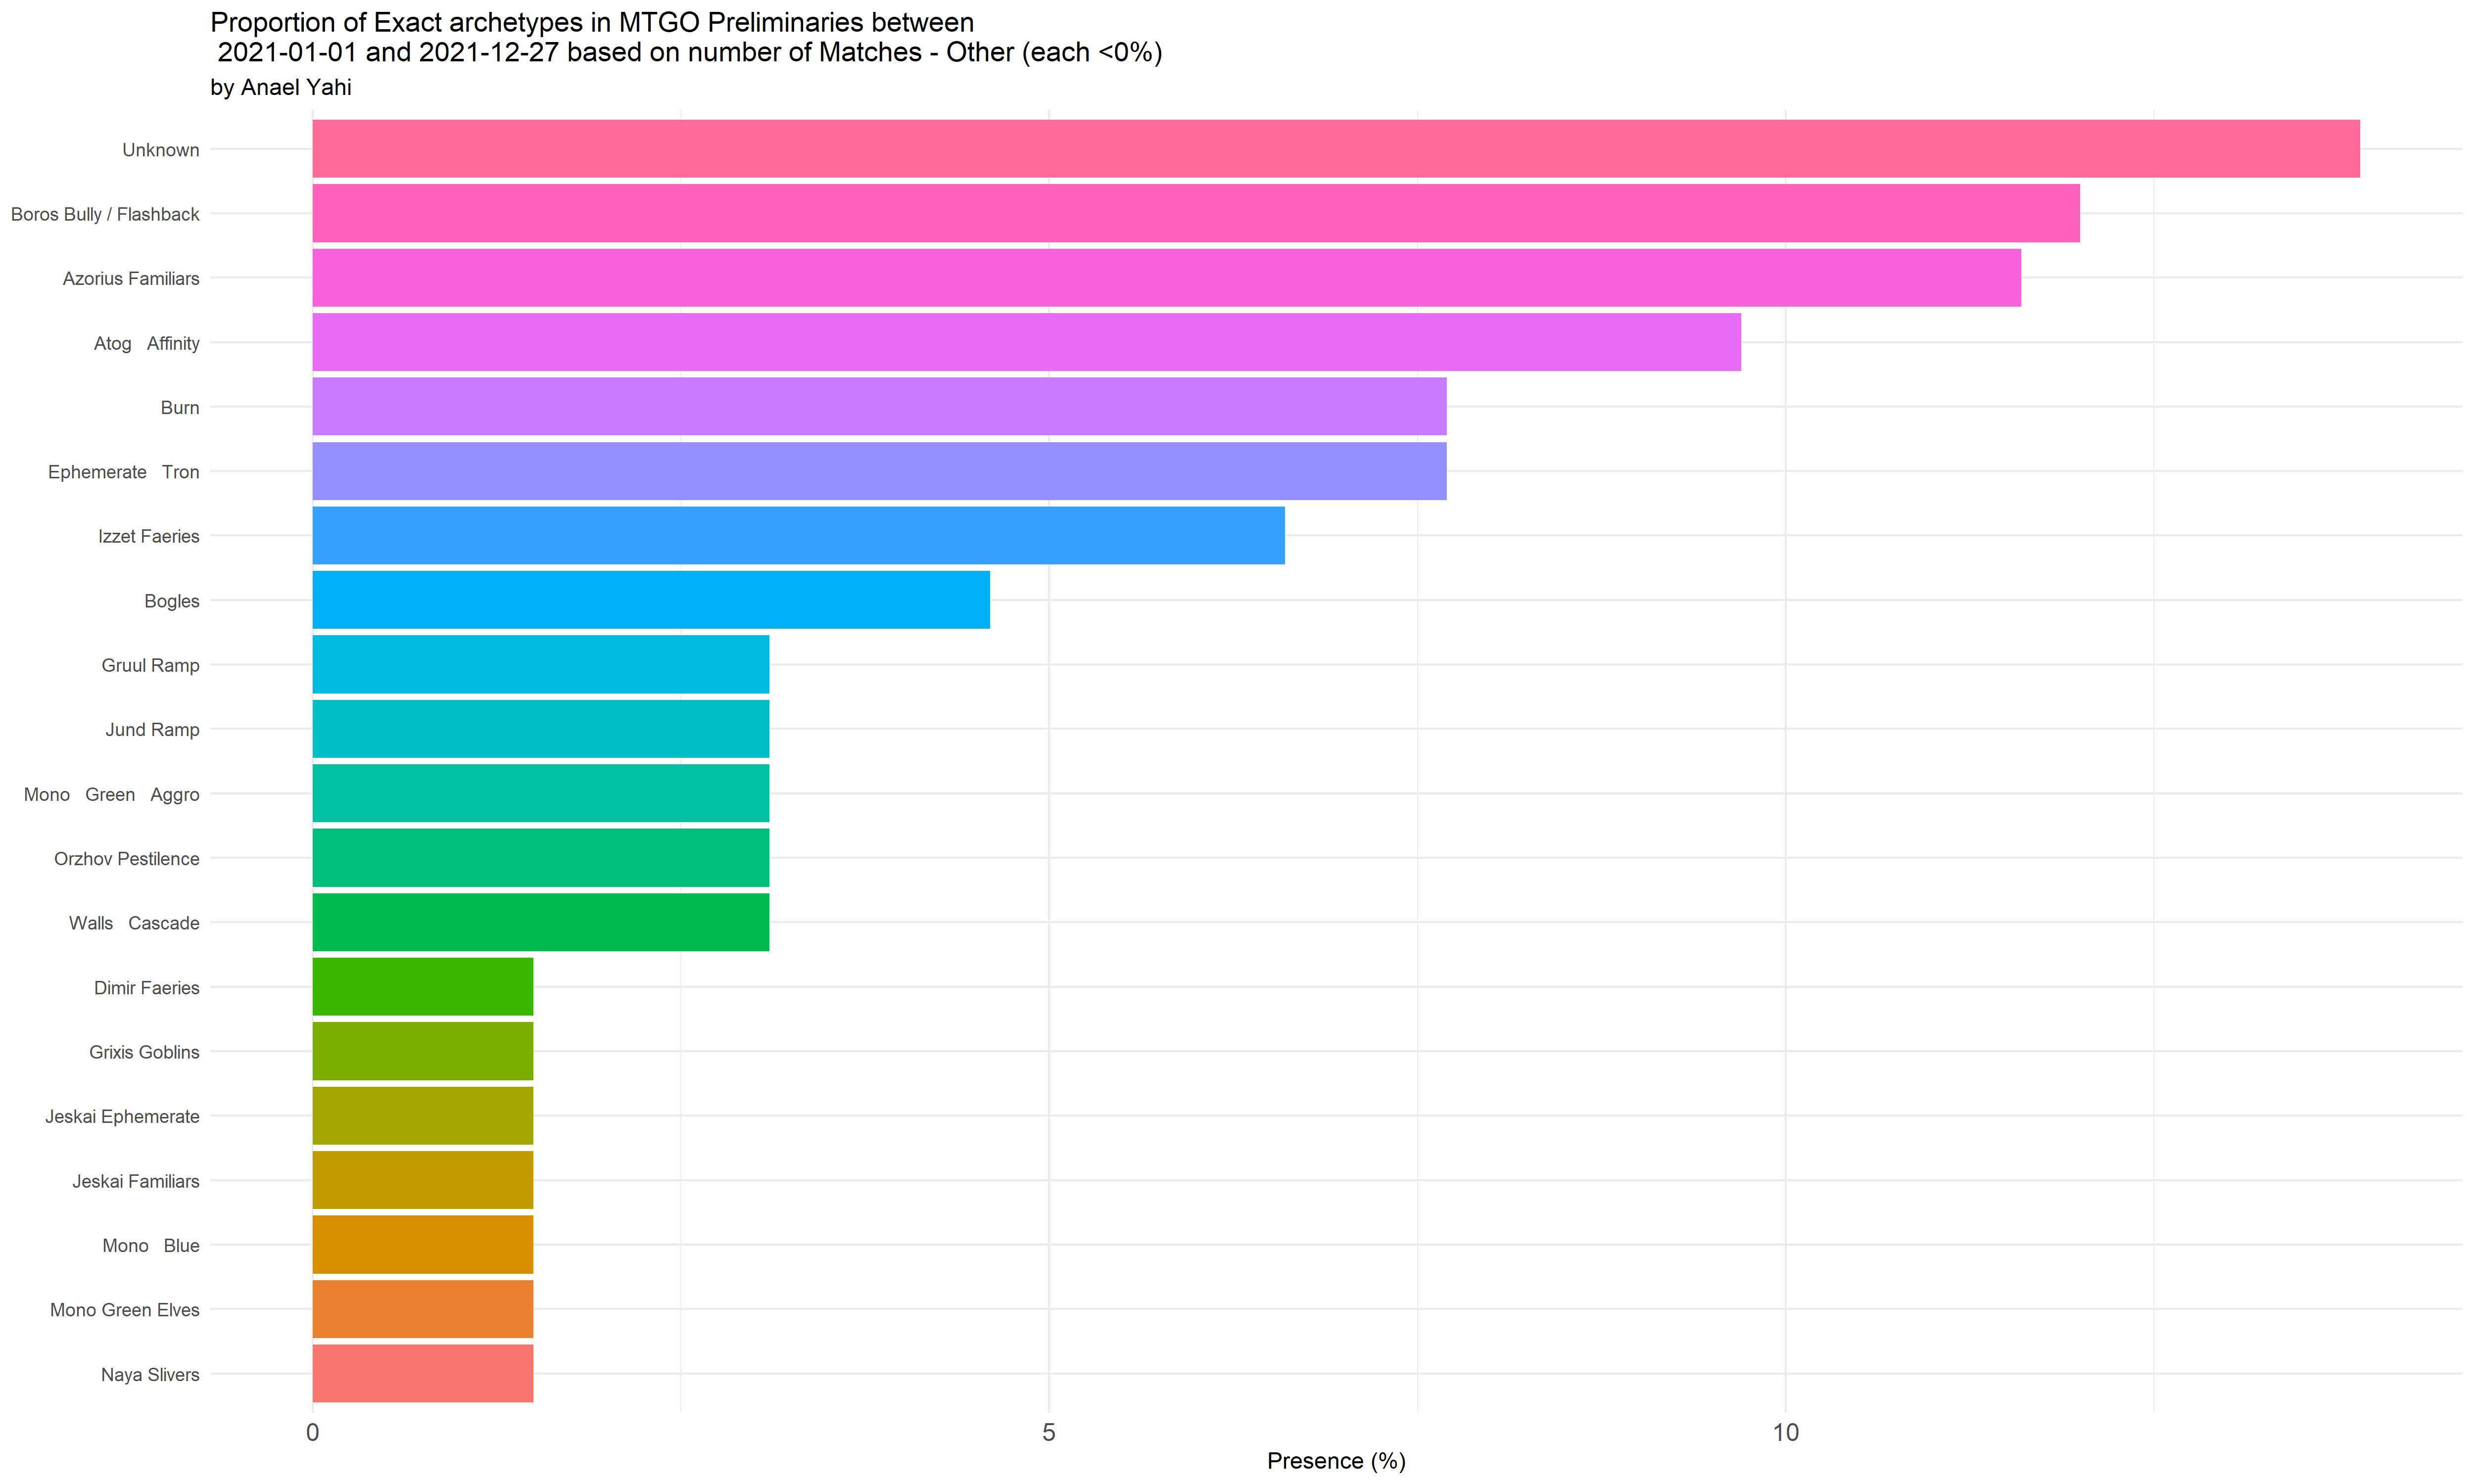 Proportion of Exact archetypes in MTGO Preliminaries between
2021-01-01 and 2021-12-27 based on number of Matches - Other (each <0%)
by Anael Yahi
Unknown
Boros Bully / Flashback
Azorius Familiars
Atog   Affinity
Burn
Ephemerate   Tron
Izzet Faeries
Bogles
Gruul Ramp
Jund Ramp
Mono   Green   Aggro
Orzhov Pestilence
Walls   Cascade
Dimir Faeries
Grixis Goblins
Jeskai Ephemerate
Jeskai Familiars
Mono   Blue
Mono Green Elves
Naya Slivers
0 5 10
Presence (%)